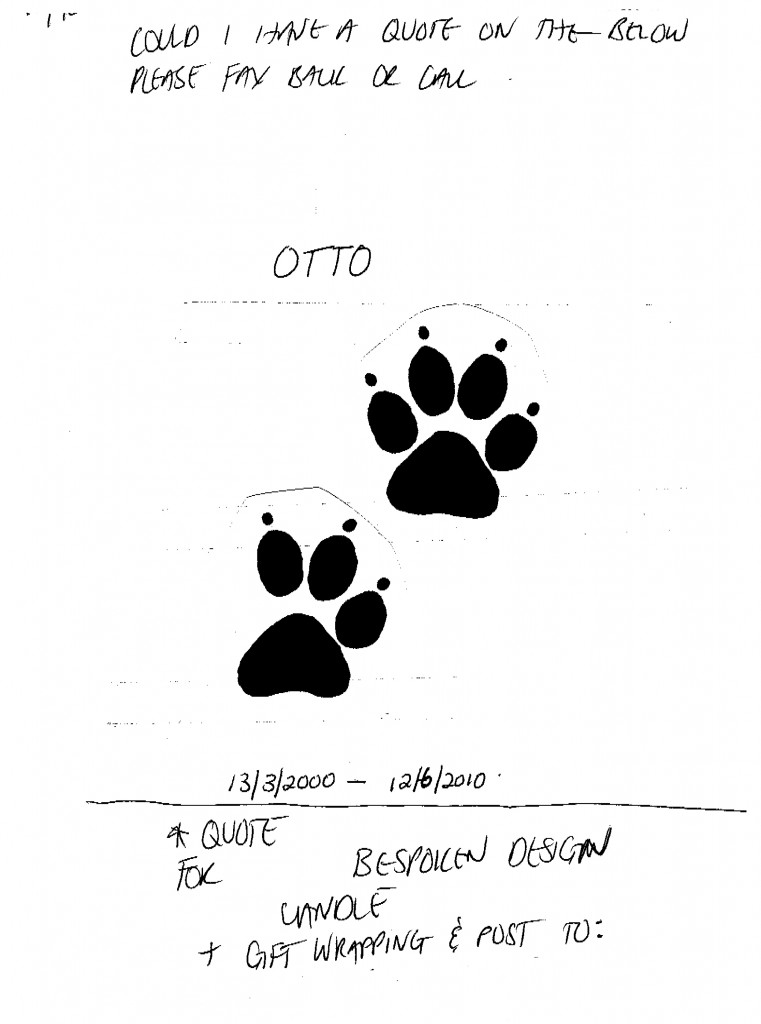 COULD I HAVE A QUOTE ON THE BELOW
PLEASE FAX BACK OR CALL
OTTO
13/3/2000 - 12/6/2010
* QUOTE
FOR BESPOKEN DESIGN
CANDLE
+ GIFT WRAPPING & POST TO: